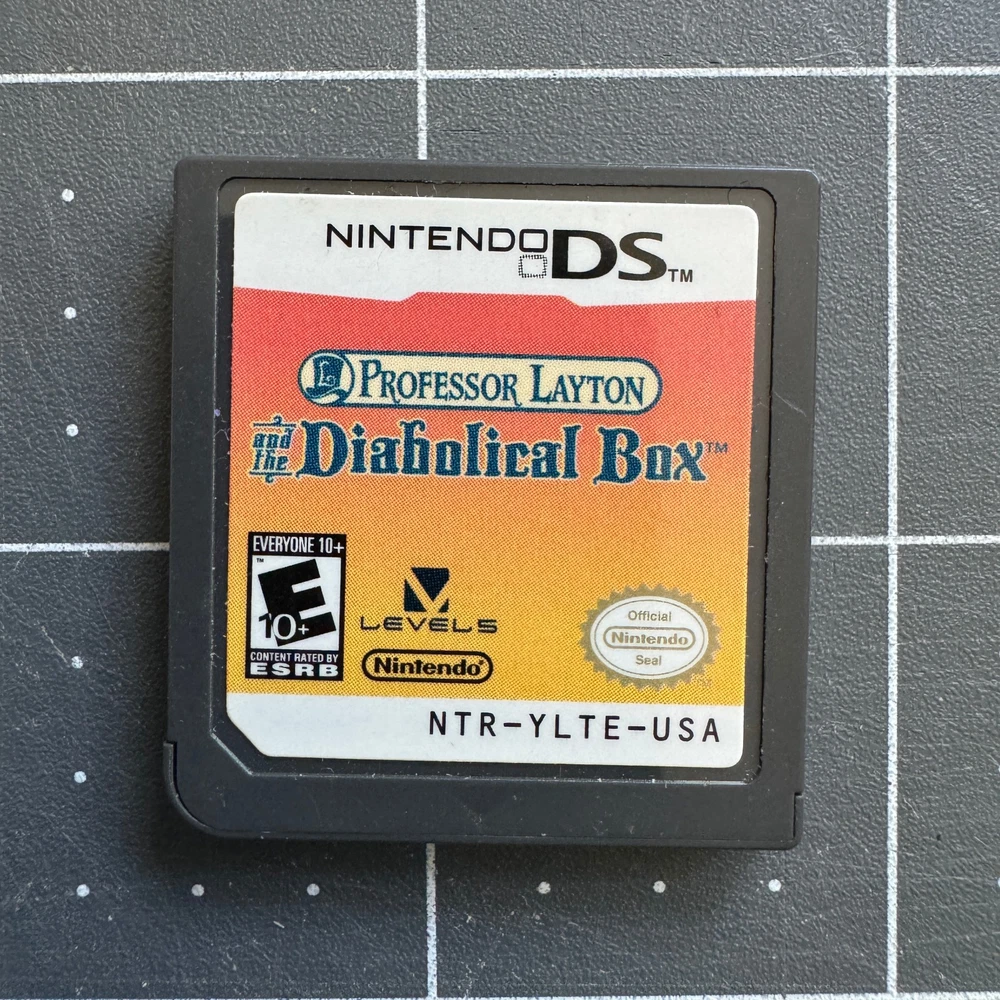 NINTENDO DS™
L PROFESSOR LAYTON
and the Diabolical Box™
EVERYONE 10+
™
E
10+
CONTENT RATED BY
ESRB
LEVEL5
Nintendo®
Official
Nintendo
Seal
NTR-YLTE-USA